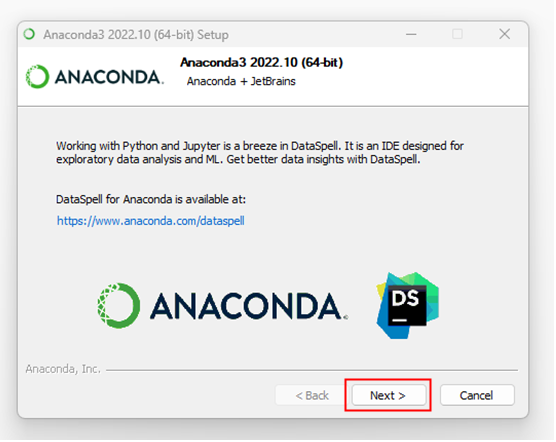 Anaconda3 2022.10 (64-bit) Setup
Anaconda3 2022.10 (64-bit)
ANACONDA.
Anaconda + JetBrains
Working with Python and Jupyter is a breeze in DataSpell. It is an IDE designed for
exploratory data analysis and ML. Get better data insights with DataSpell.
DataSpell for Anaconda is available at:
https://www.anaconda.com/dataspell
ANACONDA.
DS
Anaconda, Inc.
< Back
Next >
Cancel